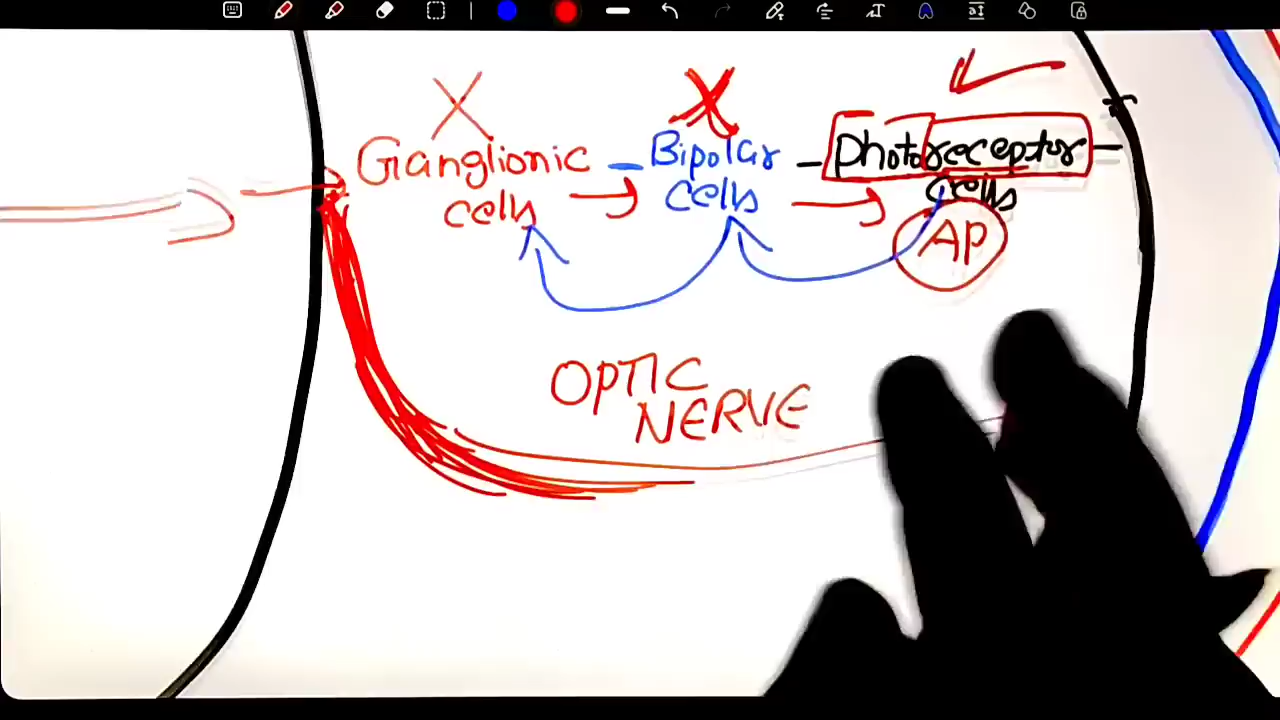 Ganglionic
cells
Bipolar
cells
photoreceptor
cells
AP
OPTIC
NERVE